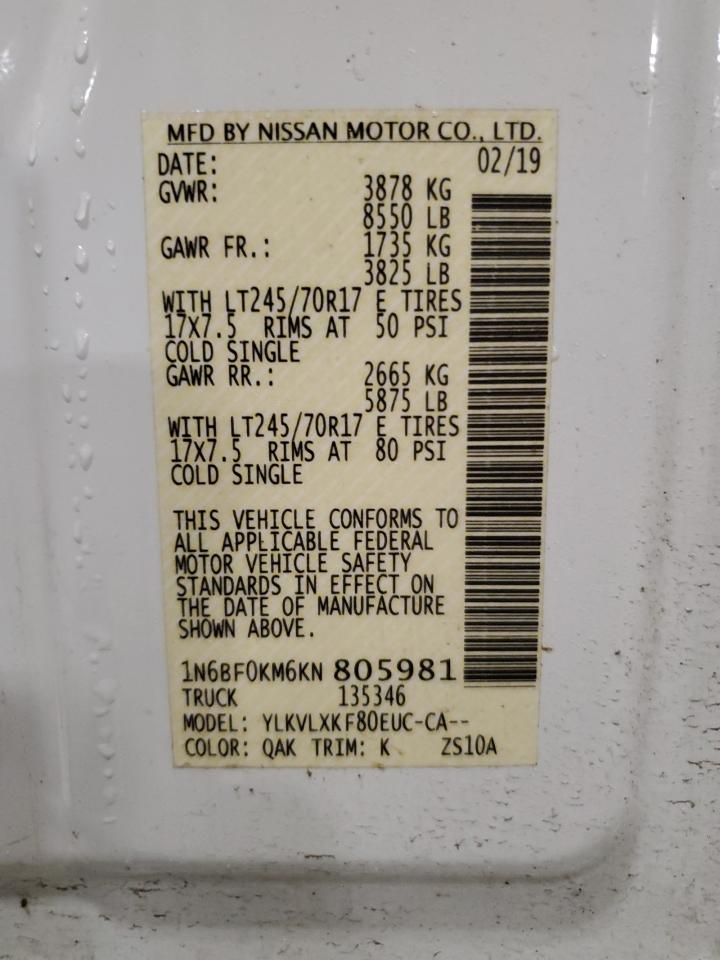 MFD BY NISSAN MOTOR CO., LTD.
DATE: 02/19
GVWR: 3878 KG
8550 LB
GAWR FR.: 1735 KG
3825 LB
WITH LT245/70R17 E TIRES
17X7.5 RIMS AT 50 PSI
COLD SINGLE
GAWR RR.: 2665 KG
5875 LB
WITH LT245/70R17 E TIRES
17X7.5 RIMS AT 80 PSI
COLD SINGLE
THIS VEHICLE CONFORMS TO
ALL APPLICABLE FEDERAL
MOTOR VEHICLE SAFETY
STANDARDS IN EFFECT ON
THE DATE OF MANUFACTURE
SHOWN ABOVE.
1N6BF0KM6KN 805981
TRUCK 135346
MODEL: YLKVLXKF80EUC-CA--
COLOR: QAK TRIM: K ZS10A